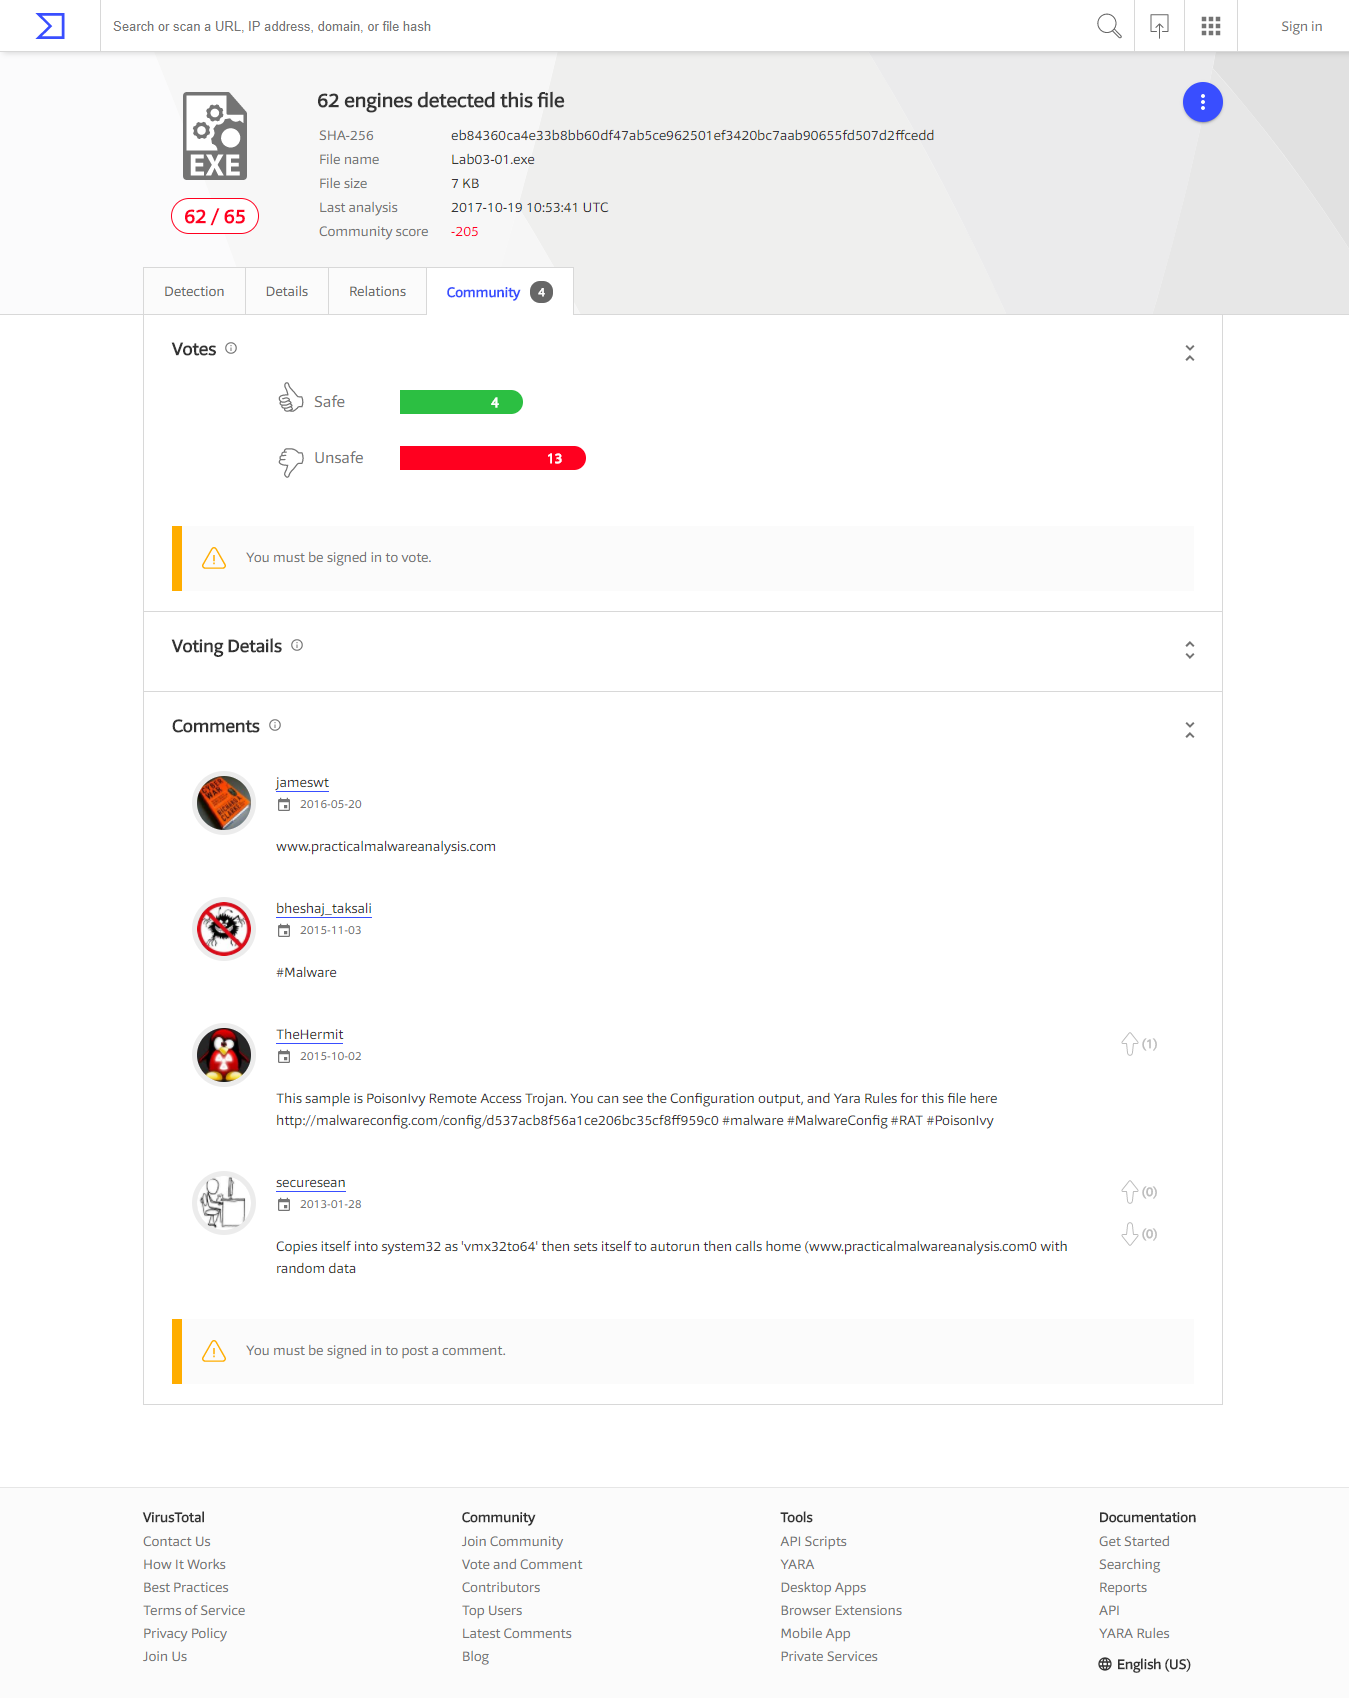 Search or scan a URL, IP address, domain, or file hash
Sign in
EXE
62 / 65
62 engines detected this file
SHA-256 eb84360ca4e33b8bb60df47ab5ce962501ef3420bc7aab90655fd507d2ffcedd
File name Lab03-01.exe
File size 7 KB
Last analysis 2017-10-19 10:53:41 UTC
Community score -205
Detection Details Relations Community 4
Votes
Safe 4
Unsafe 13
You must be signed in to vote.
Voting Details
Comments
jameswt
2016-05-20
www.practicalmalwareanalysis.com
bheshaj_taksali
2015-11-03
#Malware
TheHermit
2015-10-02
(1)
This sample is PoisonIvy Remote Access Trojan. You can see the Configuration output, and Yara Rules for this file here
http://malwareconfig.com/config/d537acb8f56a1ce206bc35cf8ff959c0 #malware #MalwareConfig #RAT #PoisonIvy
securesean
2013-01-28
(0)
(0)
Copies itself into system32 as 'vmx32to64' then sets itself to autorun then calls home (www.practicalmalwareanalysis.com0 with
random data
You must be signed in to post a comment.
VirusTotal
Contact Us
How It Works
Best Practices
Terms of Service
Privacy Policy
Join Us
Community
Join Community
Vote and Comment
Contributors
Top Users
Latest Comments
Blog
Tools
API Scripts
YARA
Desktop Apps
Browser Extensions
Mobile App
Private Services
Documentation
Get Started
Searching
Reports
API
YARA Rules
English (US)